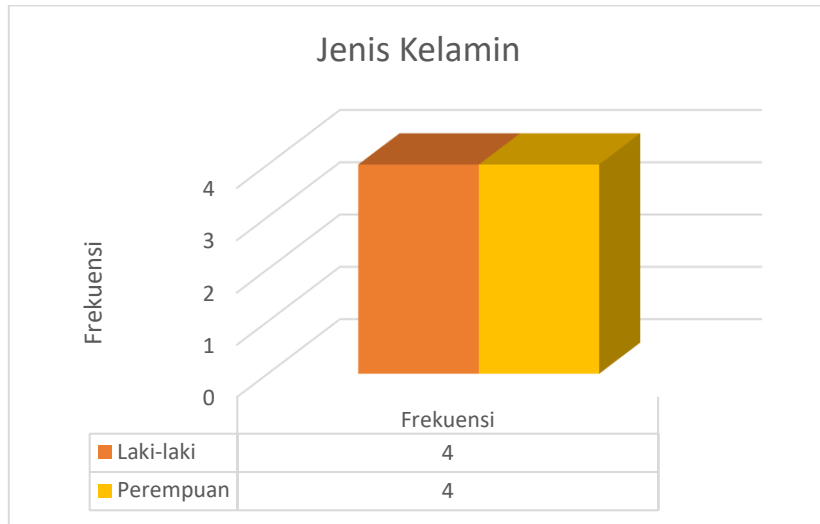 Jenis Kelamin
Frekuensi
4
3
2
1
0
Frekuensi
Laki-laki 4
Perempuan 4